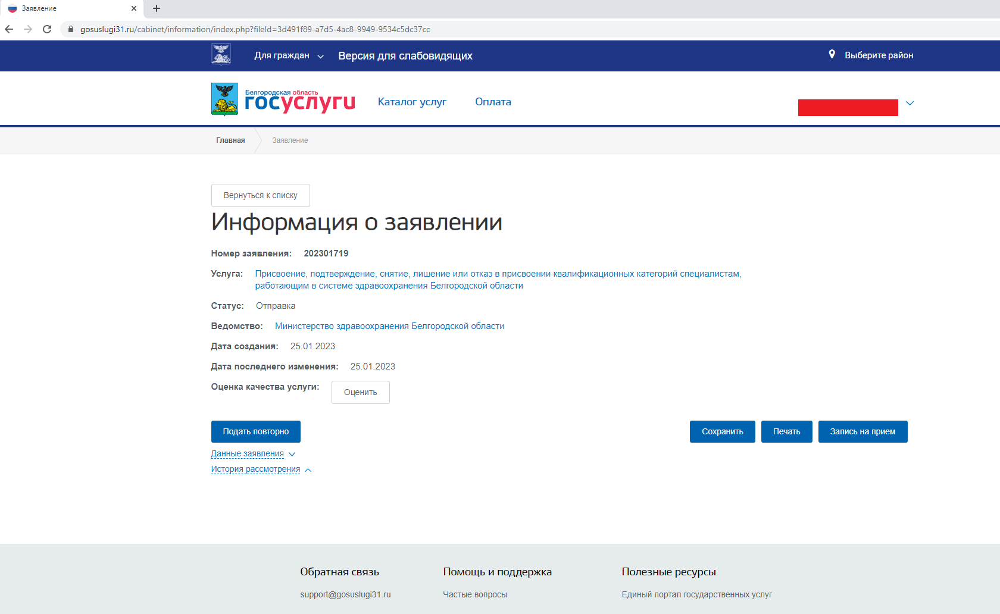 Заявление
gosuslugi31.ru/cabinet/information/index.php?fileId=3d491f89-a7d5-4ac8-9949-9534c5dc37cc
Для граждан Версия для слабовидящих Выберите район
Белгородская область
госуслуги Каталог услуг Оплата
Главная Заявление
Вернуться к списку
Информация о заявлении
Номер заявления: 202301719
Услуга: Присвоение, подтверждение, снятие, лишение или отказ в присвоении квалификационных категорий специалистам,
работающим в системе здравоохранения Белгородской области
Статус: Отправка
Ведомство: Министерство здравоохранения Белгородской области
Дата создания: 25.01.2023
Дата последнего изменения: 25.01.2023
Оценка качества услуги: Оценить
Подать повторно Сохранить Печать Запись на прием
Данные заявления
История рассмотрения
Обратная связь Помощь и поддержка Полезные ресурсы
support@gosuslugi31.ru Частые вопросы Единый портал государственных услуг